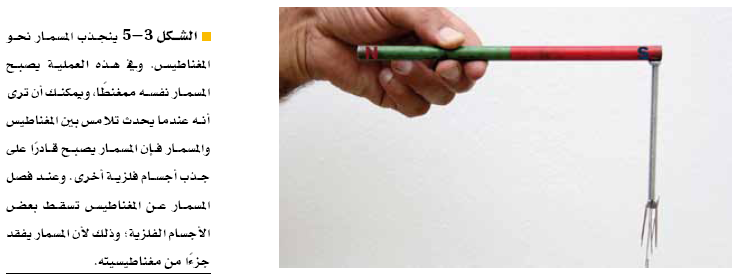 الشكل 3–5 ينجذب المسمار نحو
المغناطيس. وفي هذه العملية يصبح
المسمار نفسه ممغنطًا، ويمكنك أن ترى
أنه عندما يحدث تلامس بين المغناطيس
والمسمار فإن المسمار يصبح قادرًا على
جذب أجسام فلزية أخرى، وعند فصل
المسمار عن المغناطيس تسقط بعض
الأجسام الفلزية؛ وذلك لأن المسمار يفقد
جزءًا من مغناطيسيته.
N S